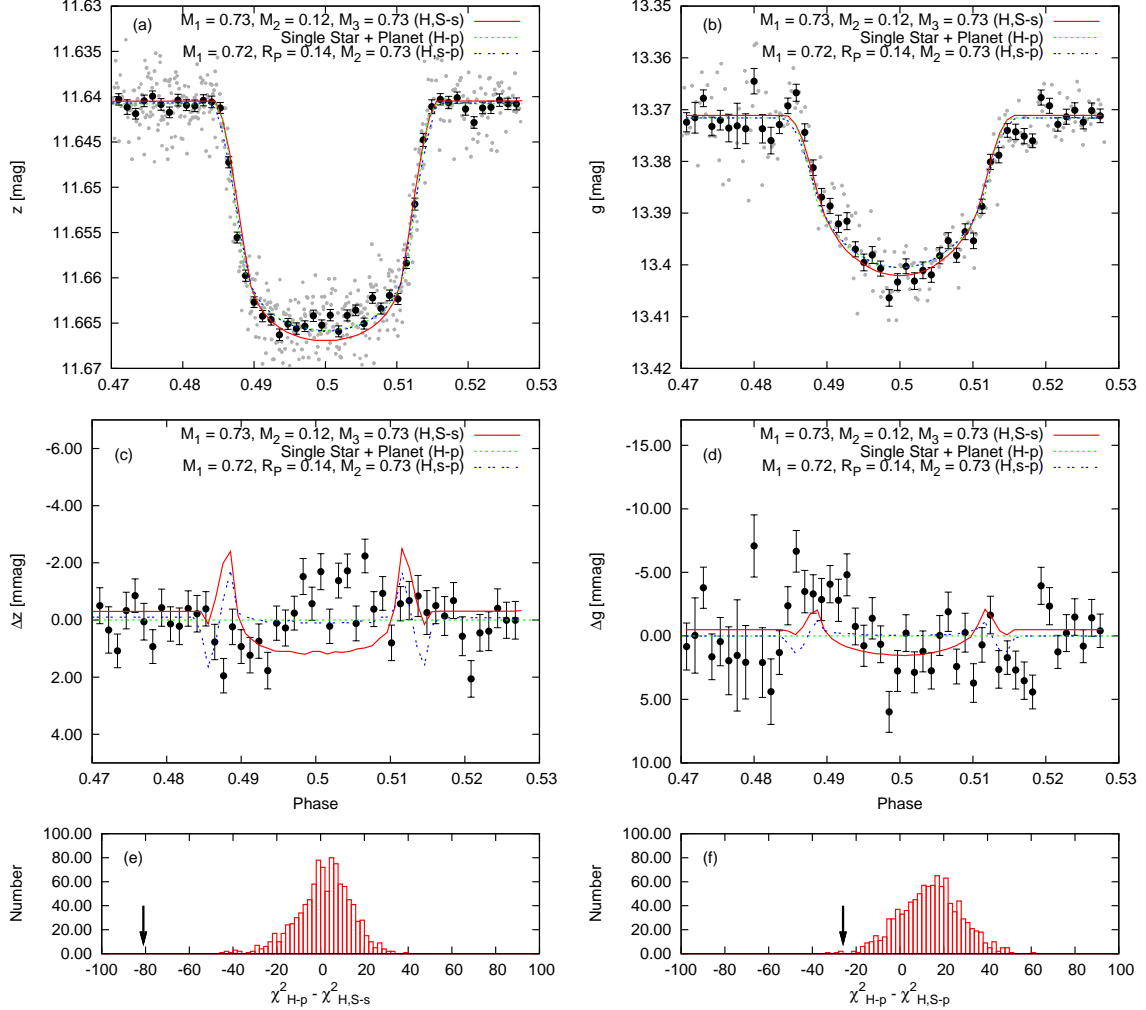 (a)
M1 = 0.73, M2 = 0.12, M3 = 0.73 (H,S-s)
Single Star + Planet (H-p)
M1 = 0.72, RP = 0.14, M2 = 0.73 (H,s-p)
11.63
11.635
11.64
11.645
11.65
11.655
11.66
11.665
11.67
z [mag]
0.47 0.48 0.49 0.5 0.51 0.52 0.53
(b)
M1 = 0.73, M2 = 0.12, M3 = 0.73 (H,S-s)
Single Star + Planet (H-p)
M1 = 0.72, RP = 0.14, M2 = 0.73 (H,s-p)
13.35
13.36
13.37
13.38
13.39
13.4
13.41
13.42
g [mag]
0.47 0.48 0.49 0.5 0.51 0.52 0.53
M1 = 0.73, M2 = 0.12, M3 = 0.73 (H,S-s)
(c) Single Star + Planet (H-p)
M1 = 0.72, RP = 0.14, M2 = 0.73 (H,s-p)
-6.00
-4.00
-2.00
0.00
2.00
4.00
Δz [mmag]
0.47 0.48 0.49 0.5 0.51 0.52 0.53
Phase
M1 = 0.73, M2 = 0.12, M3 = 0.73 (H,S-s)
(d) Single Star + Planet (H-p)
M1 = 0.72, RP = 0.14, M2 = 0.73 (H,s-p)
-15.00
-10.00
-5.00
0.00
5.00
10.00
Δg [mmag]
0.47 0.48 0.49 0.5 0.51 0.52 0.53
Phase
(e)
100.00
80.00
60.00
40.00
20.00
0.00
Number
-100 -80 -60 -40 -20 0 20 40 60 80 100
χ²H-p - χ²H,S-s
(f)
100.00
80.00
60.00
40.00
20.00
0.00
Number
-100 -80 -60 -40 -20 0 20 40 60 80 100
χ²H-p - χ²H,S-p